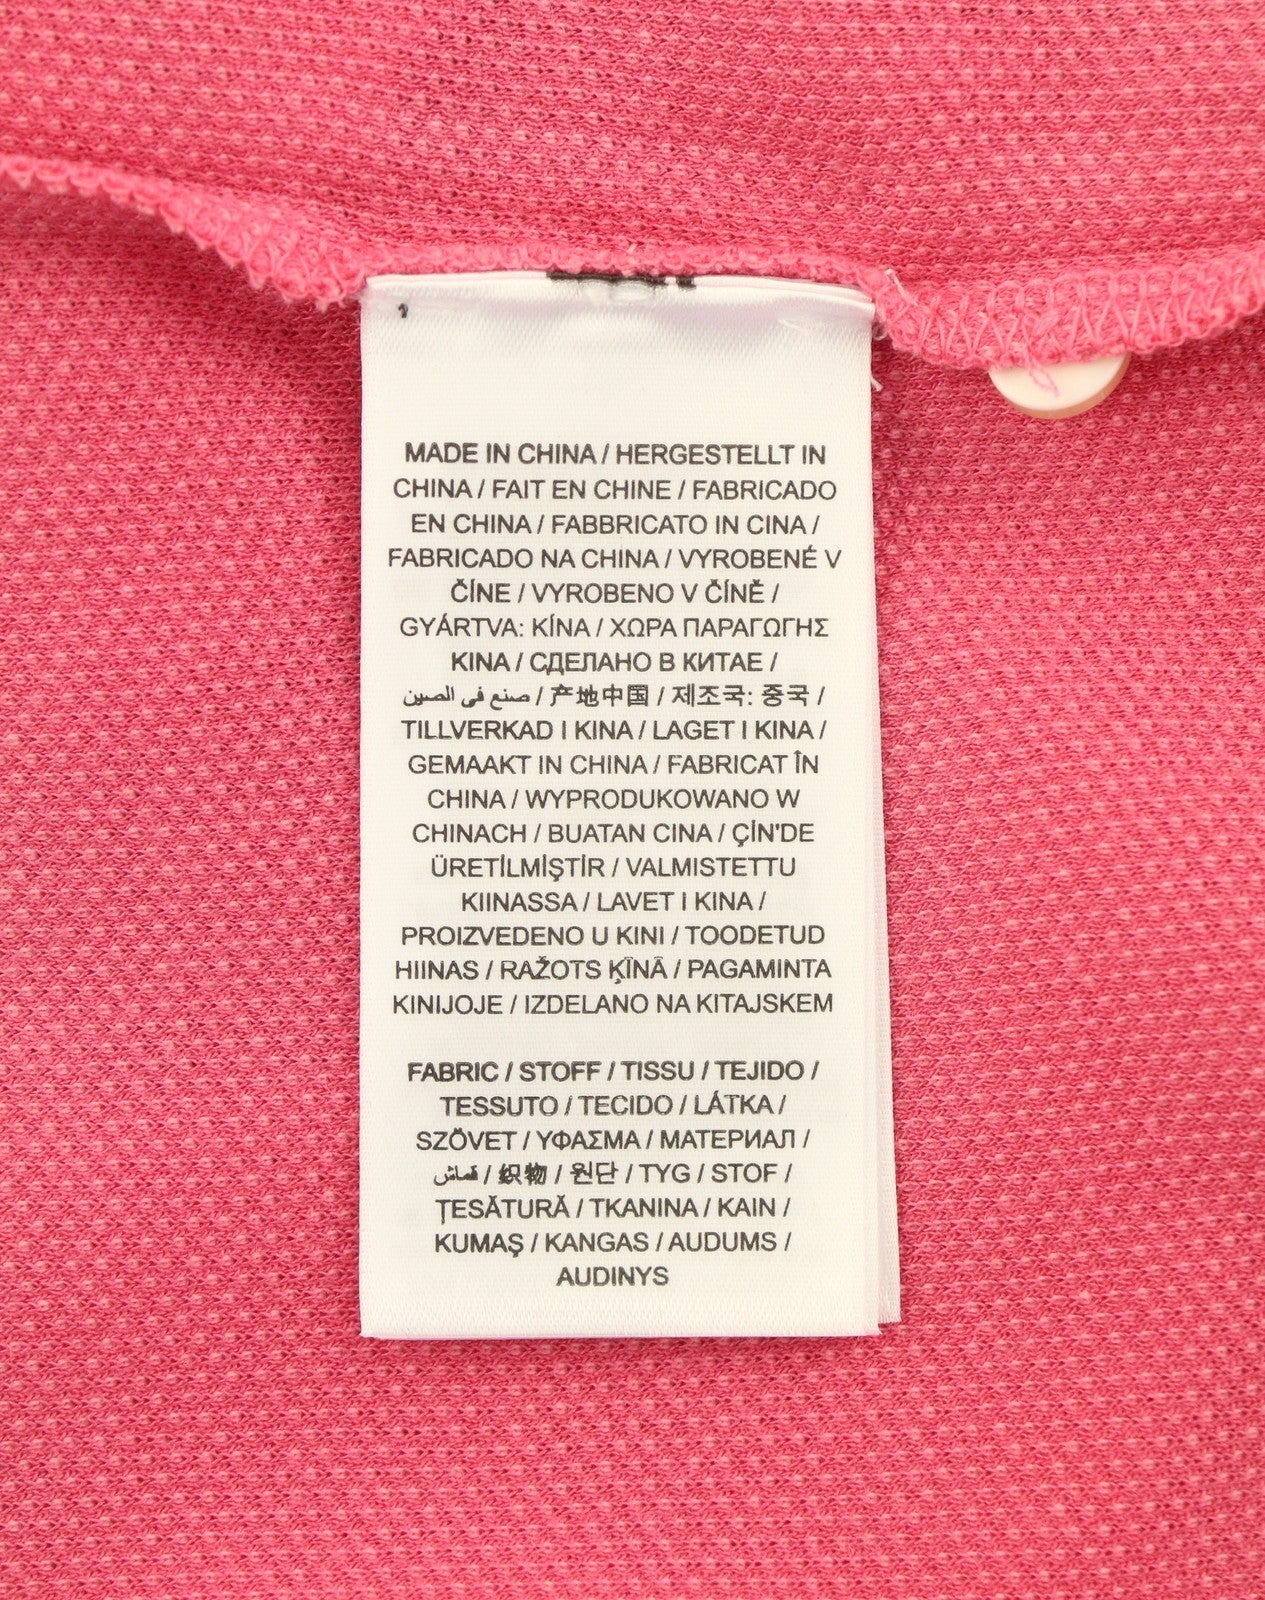 MADE IN CHINA / HERGESTELLT IN
CHINA / FAIT EN CHINE / FABRICADO
EN CHINA / FABBRICATO IN CINA /
FABRICADO NA CHINA / VYROBENÉ V
ČÍNE / VYROBENO V ČÍNĚ /
GYÁRTVA: KÍNA / ΧΩΡΑ ΠΑΡΑΓΩΓΗΣ
ΚΙΝΑ / СДЕЛАНО В КИТАЕ /
صنع في الصين / 产地中国 / 제조국: 중국 /
TILLVERKAD I KINA / LAGET I KINA /
GEMAAKT IN CHINA / FABRICAT ÎN
CHINA / WYPRODUKOWANO W
CHINACH / BUATAN CINA / ÇİN'DE
ÜRETİLMİŞTİR / VALMISTETTU
KIINASSA / LAVET I KINA /
PROIZVEDENO U KINI / TOODETUD
HIINAS / RAŽOTS ĶĪNĀ / PAGAMINTA
KINIJOJE / IZDELANO NA KITAJSKEM
FABRIC / STOFF / TISSU / TEJIDO /
TESSUTO / TECIDO / LÁTKA /
SZÖVET / ΥΦΑΣΜΑ / МАТЕРИАЛ /
قماش / 织物 / 원단 / TYG / STOF /
ȚESĂTURĂ / TKANINA / KAIN /
KUMAŞ / KANGAS / AUDUMS /
AUDINYS